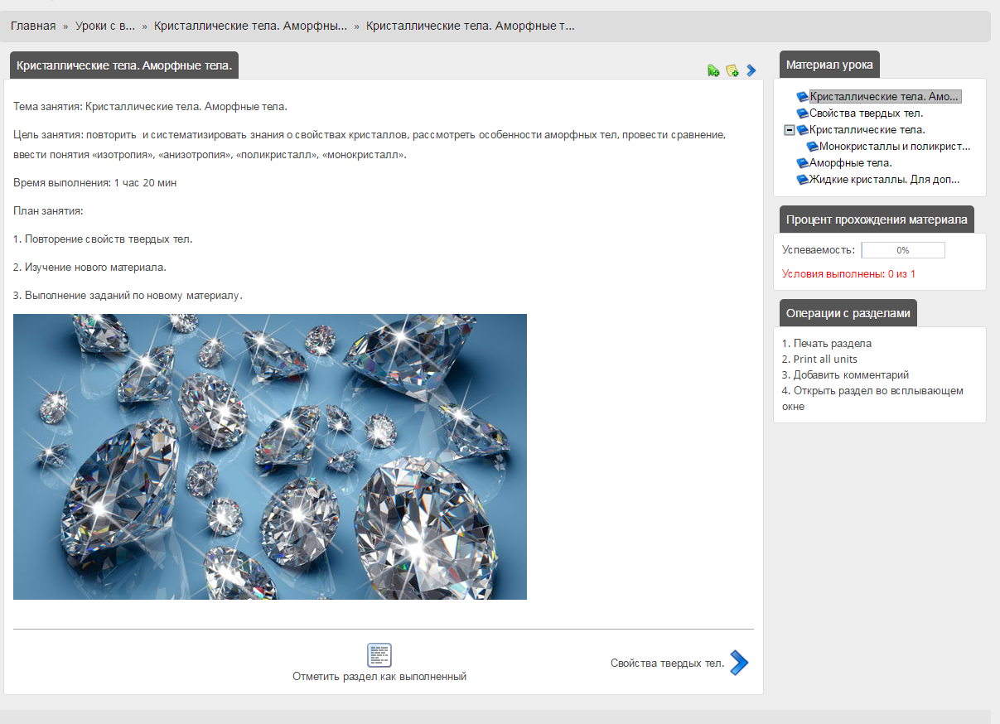 Главная » Уроки с в... » Кристаллические тела. Аморфны... » Кристаллические тела. Аморфные т...
Кристаллические тела. Аморфные тела.
Тема занятия: Кристаллические тела. Аморфные тела.
Цель занятия: повторить и систематизировать знания о свойствах кристаллов, рассмотреть особенности аморфных тел, провести сравнение,
ввести понятия «изотропия», «анизотропия», «поликристалл», «монокристалл».
Время выполнения: 1 час 20 мин
План занятия:
1. Повторение свойств твердых тел.
2. Изучение нового материала.
3. Выполнение заданий по новому материалу.
Отметить раздел как выполненный
Свойства твердых тел.
Материал урока
Кристаллические тела. Амо...
Свойства твердых тел.
Кристаллические тела.
Монокристаллы и поликрист...
Аморфные тела.
Жидкие кристаллы. Для доп...
Процент прохождения материала
Успеваемость: 0%
Условия выполнены: 0 из 1
Операции с разделами
1. Печать раздела
2. Print all units
3. Добавить комментарий
4. Открыть раздел во всплывающем
окне